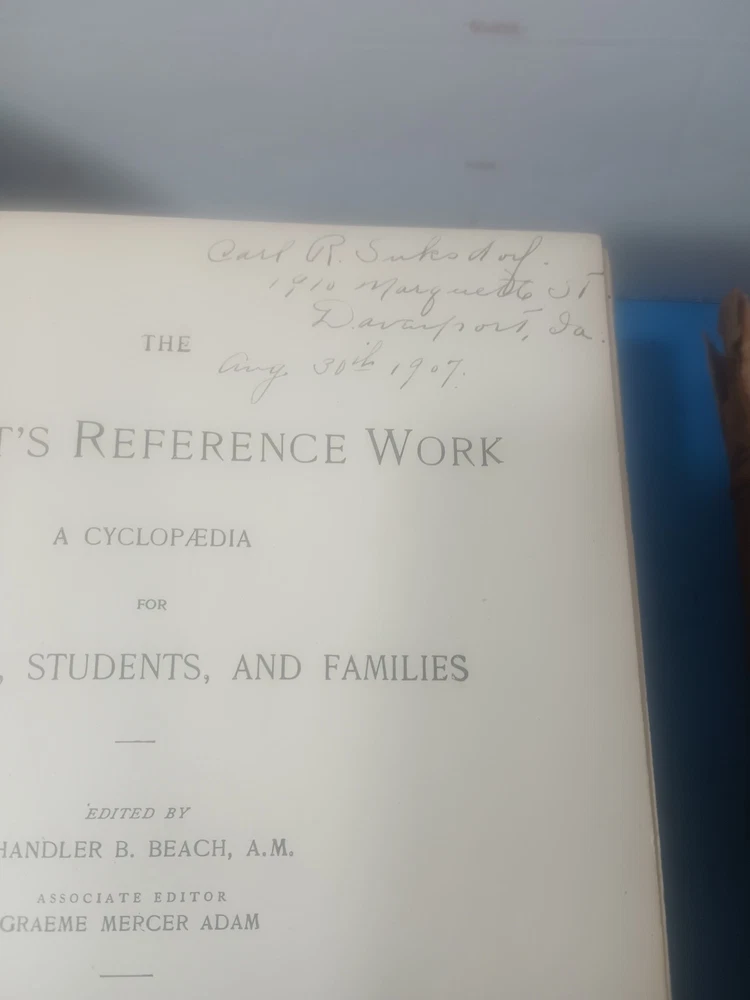 Carl R. Suksdorf.
1910 Marquette St.
Davenport, Ia.
THE
Aug. 30th 1907.
T'S REFERENCE WORK
A CYCLOPÆDIA
FOR
, STUDENTS, AND FAMILIES
EDITED BY
HANDLER B. BEACH, A.M.
ASSOCIATE EDITOR
GRAEME MERCER ADAM